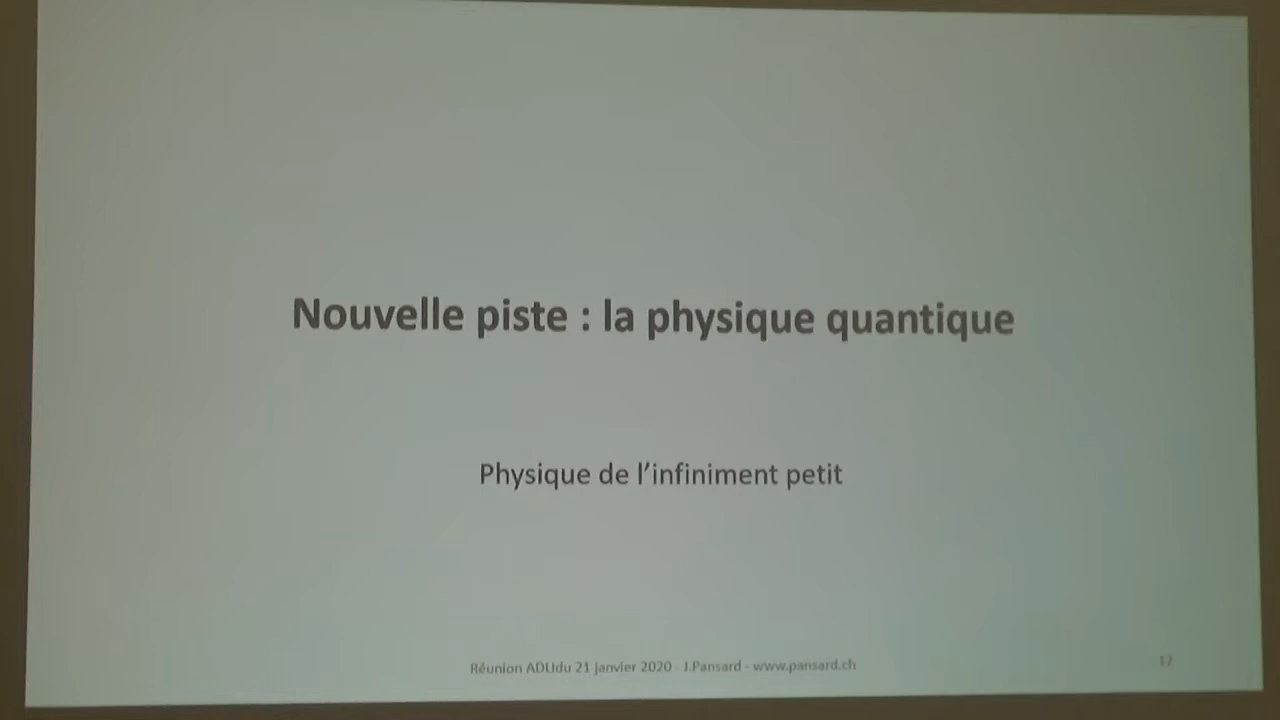 Nouvelle piste : la physique quantique
Physique de l'infiniment petit
Réunion ADLIdu 21 janvier 2020 - J.Pansard - www.pansard.ch
12